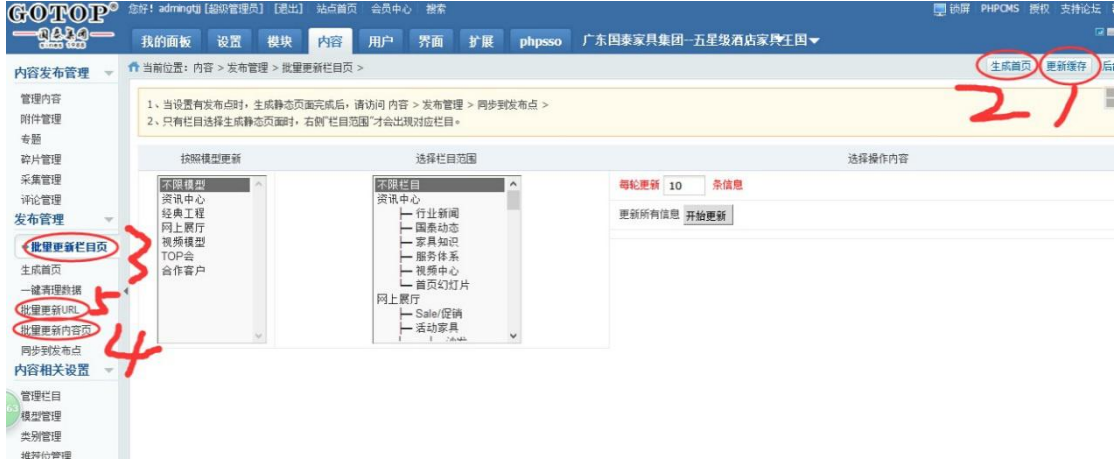 GOTOP®
您好! admingtjj [超级管理员] [退出] 站点首页 会员中心 搜索
锁屏 PHPCMS 授权 支持论坛
我的面板 设置 模块 内容 用户 界面 扩展 phpsso 广东国泰家具集团--五星级酒店家具王国
内容发布管理
当前位置: 内容 > 发布管理 > 批量更新栏目页 >
生成首页 更新缓存
2 1
管理内容
附件管理
专题
碎片管理
采集管理
评论管理
发布管理
批量更新栏目页
3
生成首页
一键清理数据
批量更新URL
5
批量更新内容页
4
同步到发布点
内容相关设置
管理栏目
模型管理
类别管理
推荐位管理
1、当设置有发布点时，生成静态页面完成后，请访问 内容 > 发布管理 > 同步到发布点 >
2、只有栏目选择生成静态页面时，右侧"栏目范围"才会出现对应栏目。
按照模型更新 选择栏目范围 选择操作内容
不限模型
资讯中心
经典工程
网上展厅
视频模型
TOP会
合作客户
不限栏目
资讯中心
├─ 行业新闻
├─ 国泰动态
├─ 家具知识
├─ 服务体系
├─ 视频中心
└─ 首页幻灯片
网上展厅
├─ Sale/促销
├─ 活动家具
每轮更新 10 条信息
更新所有信息 开始更新